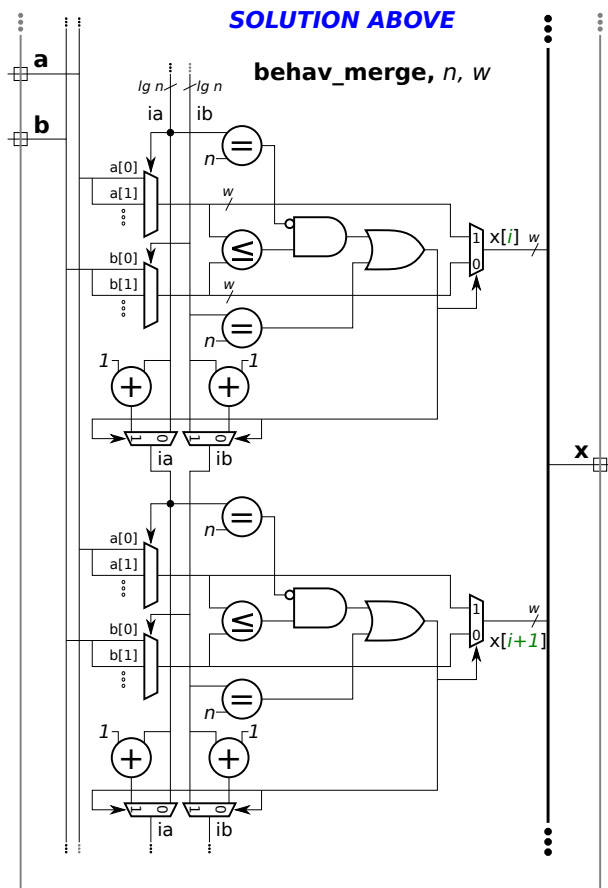 SOLUTION ABOVE
behav_merge, n, w
a
b
lg n
lg n
ia
ib
=
n
a[0]
a[1]
w
b[0]
b[1]
≤
w
=
n
1
0
x[i]
w
1
+
+
1
1
0
1
0
ia
ib
x
=
n
a[0]
a[1]
b[0]
b[1]
≤
=
n
1
0
w
x[i+1]
1
+
+
1
1
0
1
0
ia
ib